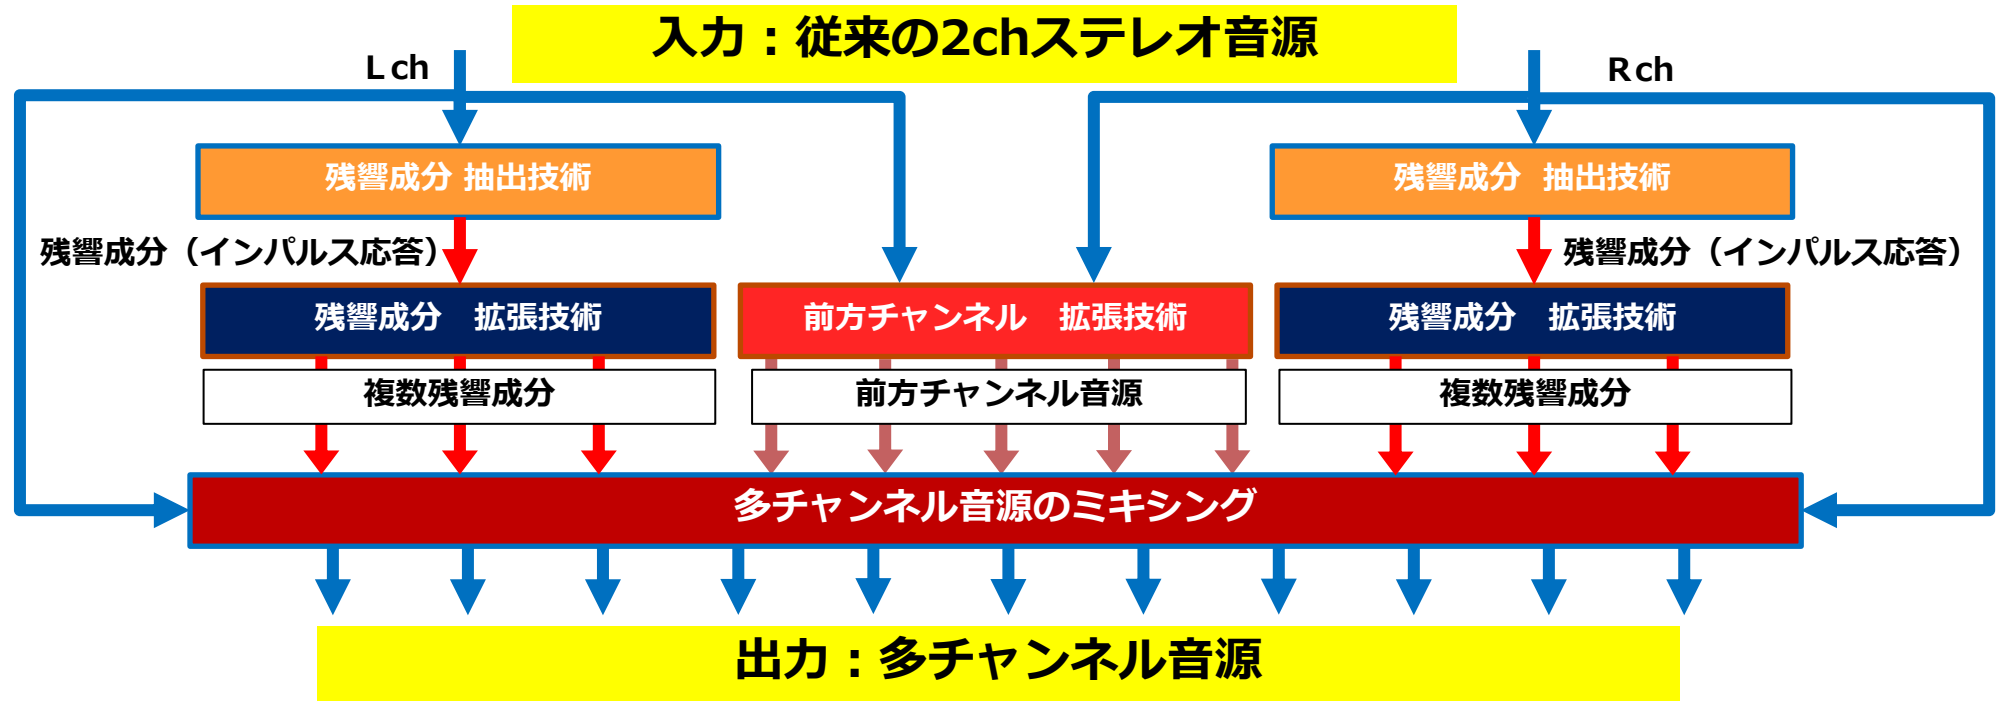 入力：従来の2chステレオ音源
Ｌch
Ｒch
残響成分 抽出技術
残響成分　抽出技術
残響成分（インパルス応答）
残響成分（インパルス応答）
残響成分　拡張技術
前方チャンネル　拡張技術
残響成分　拡張技術
複数残響成分
前方チャンネル音源
複数残響成分
多チャンネル音源のミキシング
出力：多チャンネル音源